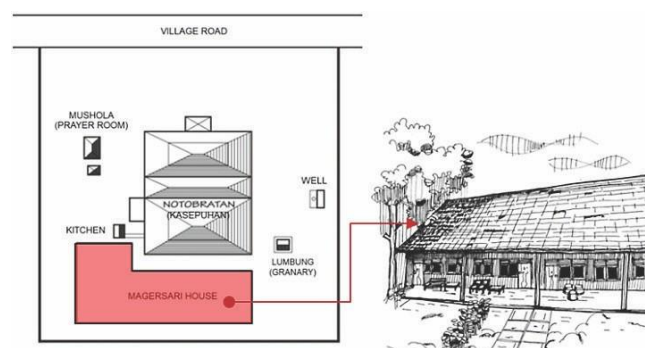 VILLAGE ROAD
MUSHOLA
(PRAYER ROOM)
WELL
NOTOBRATAN
(KASEPUHAN)
KITCHEN
LUMBUNG
(GRANARY)
MAGERSARI HOUSE